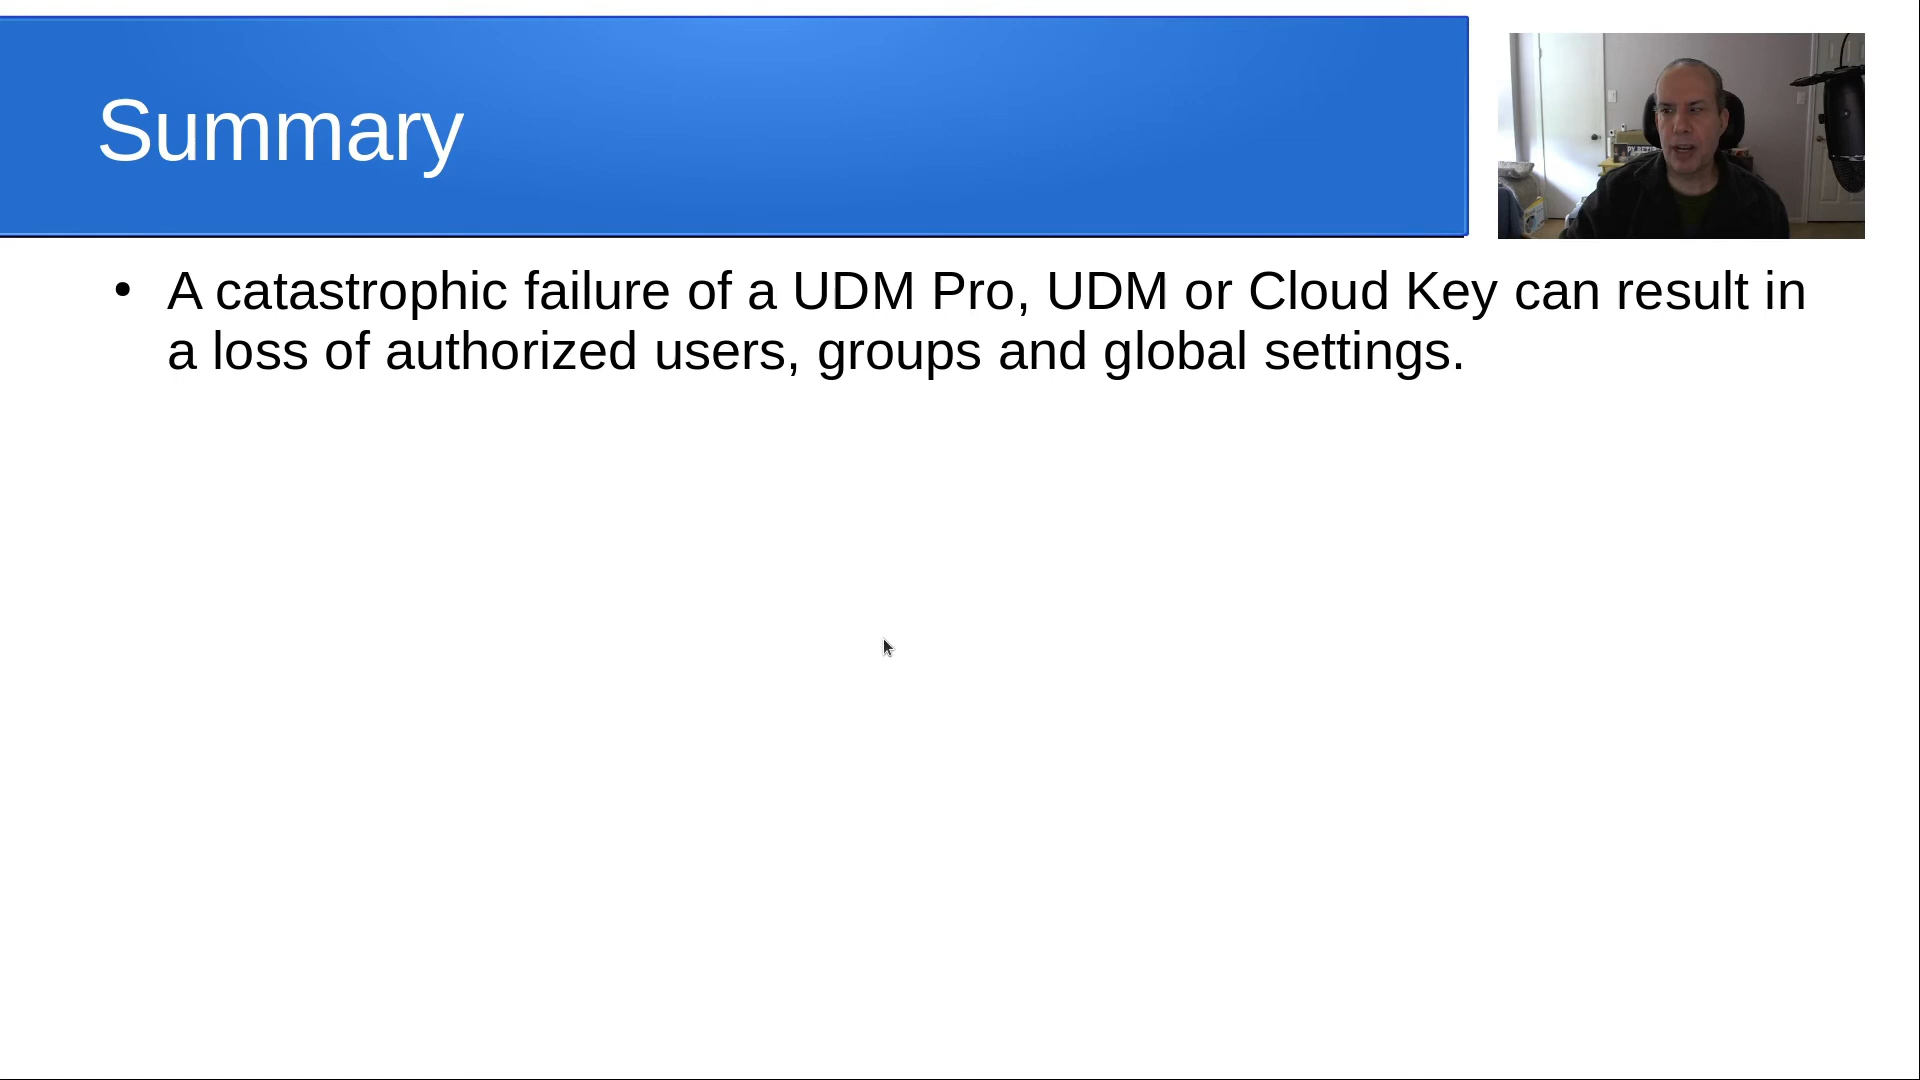 Summary
• A catastrophic failure of a UDM Pro, UDM or Cloud Key can result in
a loss of authorized users, groups and global settings.